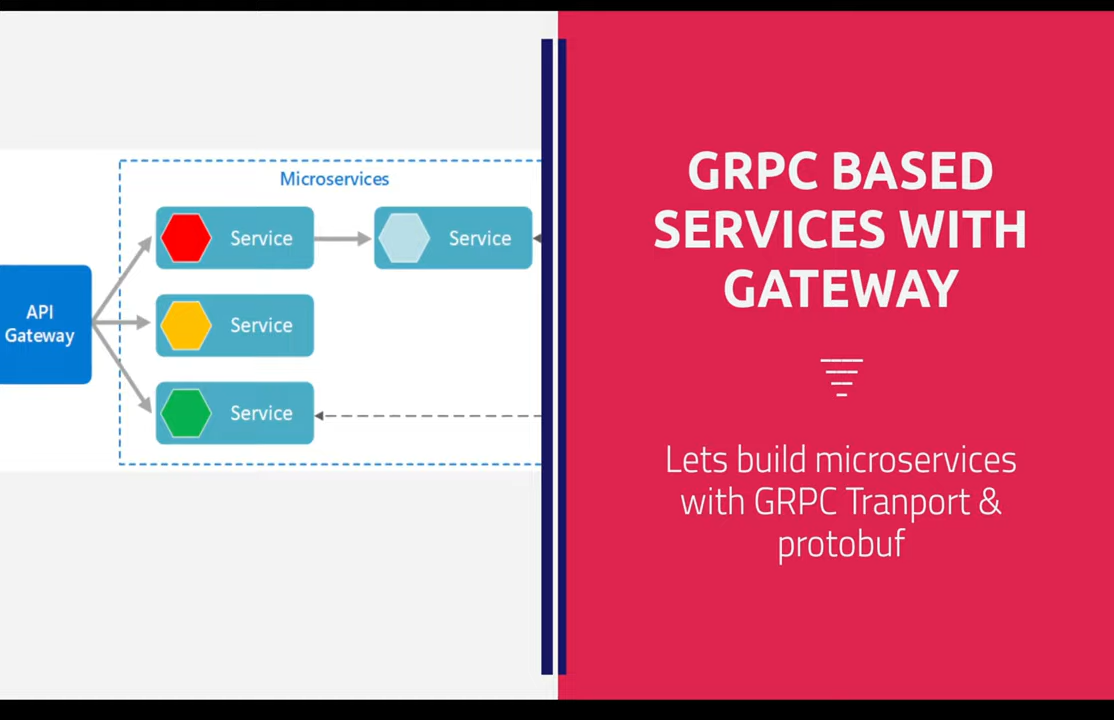 Microservices
Service
Service
API
Gateway
Service
Service
GRPC BASED
SERVICES WITH
GATEWAY
Lets build microservices
with GRPC Tranport &
protobuf